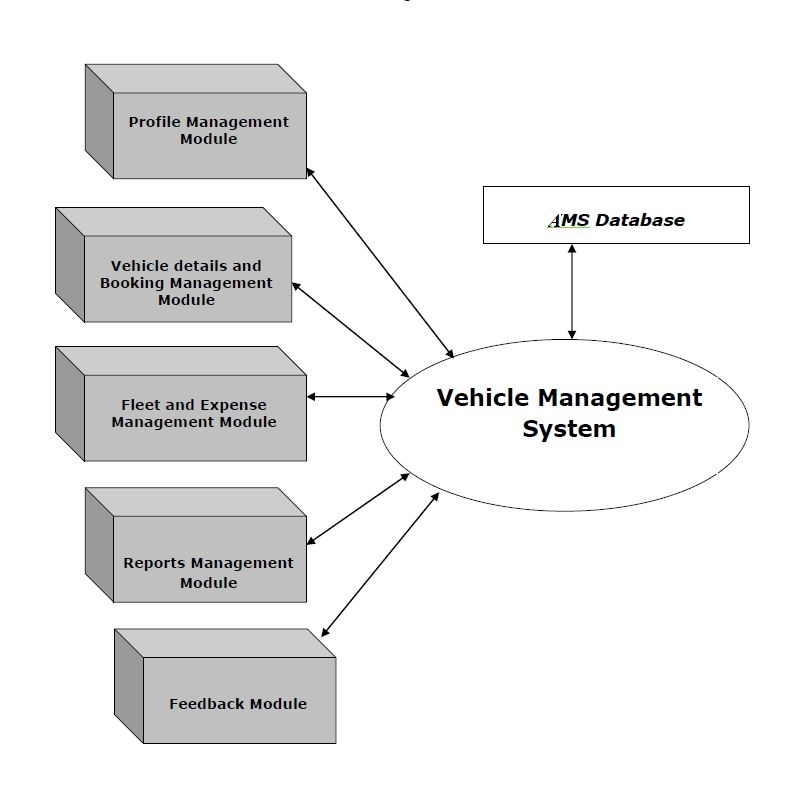 Profile Management
Module
AMS Database
Vehicle details and
Booking Management
Module
Vehicle Management
System
Fleet and Expense
Management Module
Reports Management
Module
Feedback Module